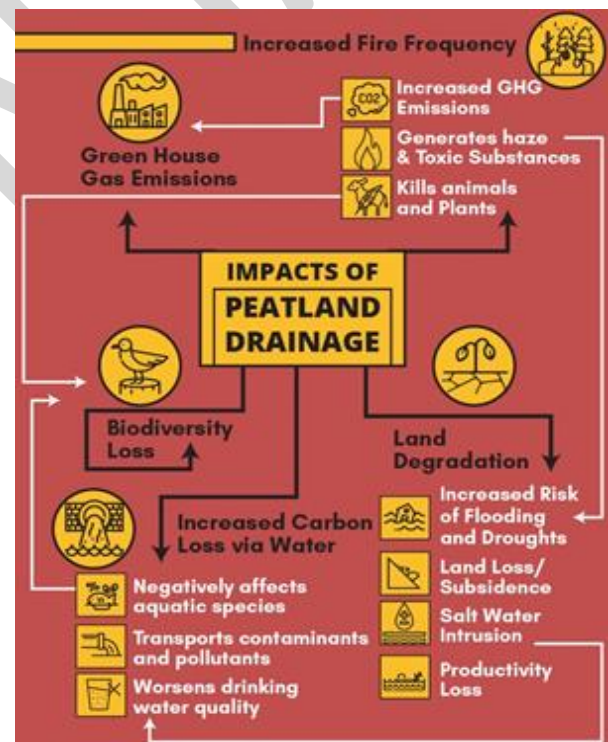 Increased Fire Frequency
CO2
Increased GHG
Emissions
Generates haze
& Toxic Substances
Kills animals
and Plants
Green House
Gas Emissions
IMPACTS OF
PEATLAND
DRAINAGE
Biodiversity
Loss
Land
Degradation
Increased Carbon
Loss via Water
Negatively affects
aquatic species
Transports contaminants
and pollutants
Worsens drinking
water quality
Increased Risk
of Flooding
and Droughts
Land Loss/
Subsidence
Salt Water
Intrusion
Productivity
Loss